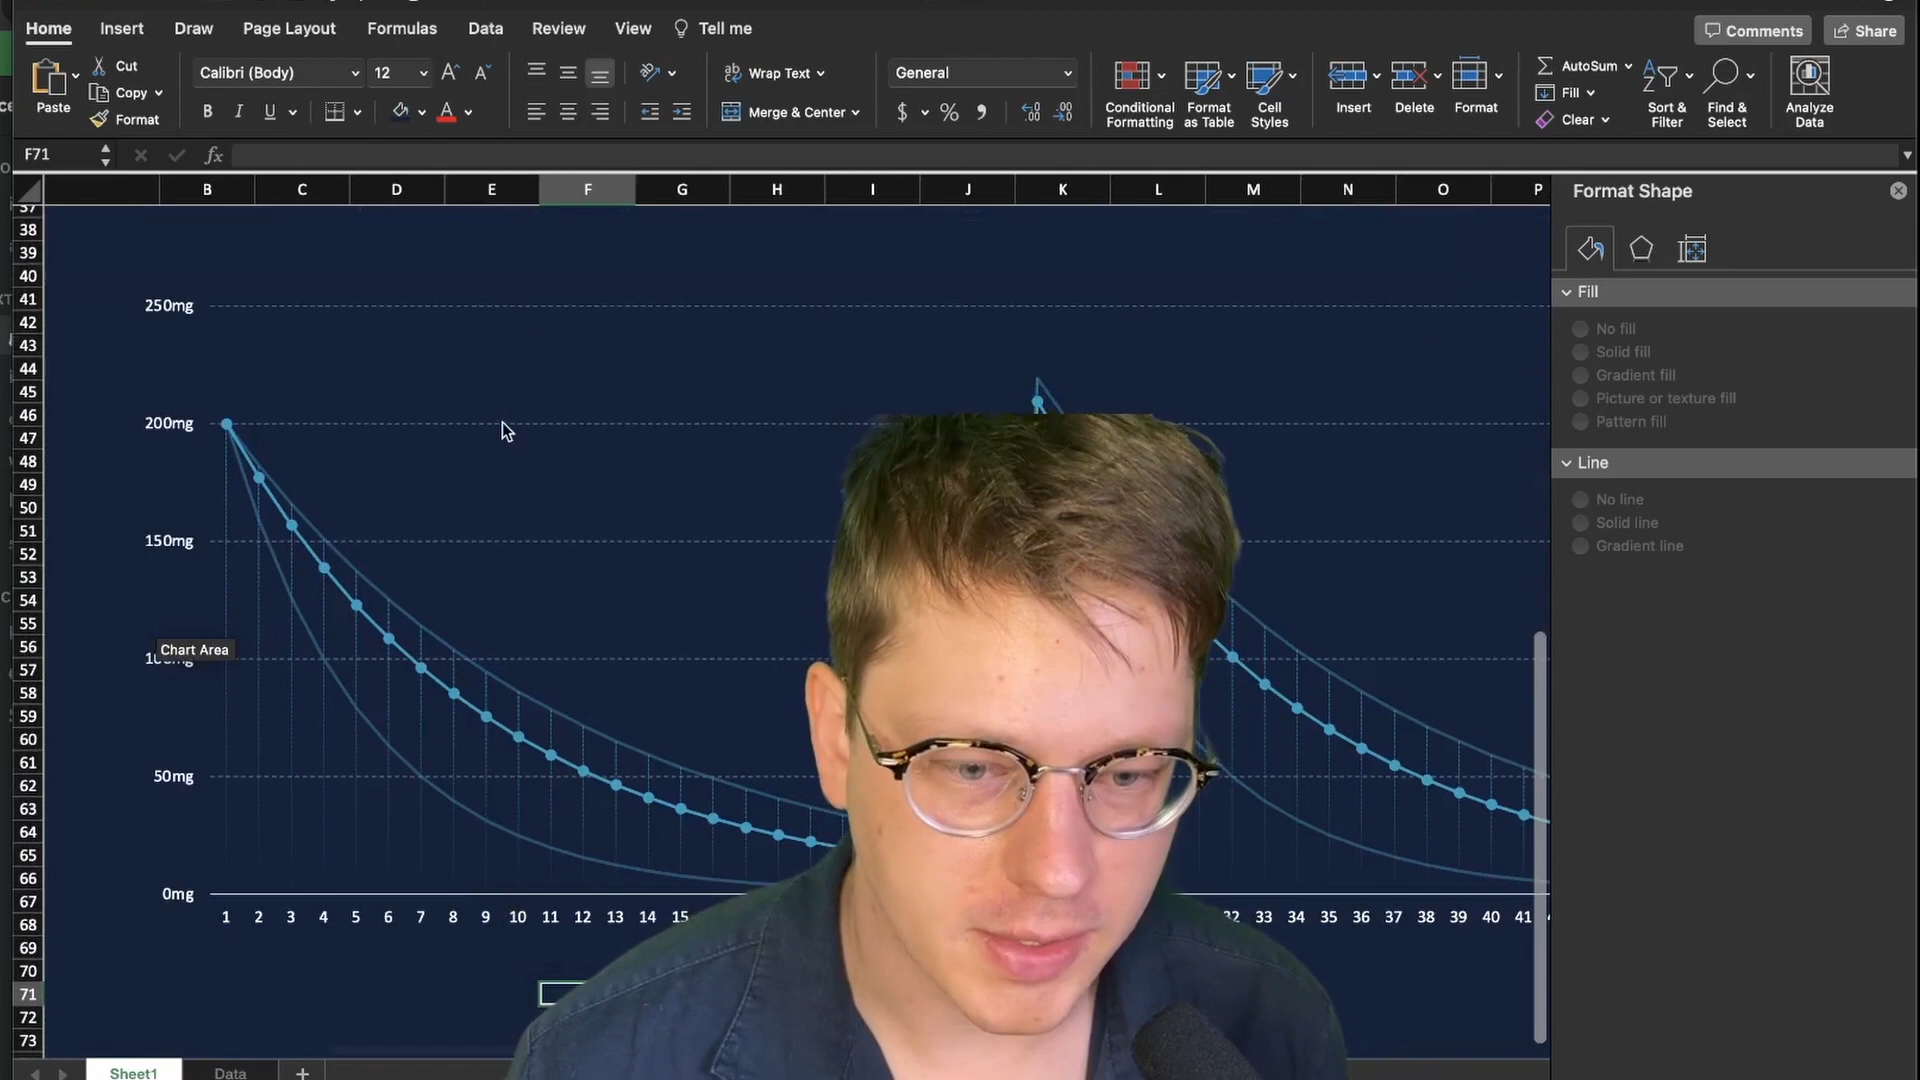 Home Insert Draw Page Layout Formulas Data Review View Tell me Comments Share
Paste Cut Copy Format
Calibri (Body) 12
B I U A
ab Wrap Text
Merge & Center
General
$ %
Conditional Formatting
Format as Table
Cell Styles
Insert Delete Format
AutoSum
Fill
Clear
Sort & Filter
Find & Select
Analyze Data
F71 fx
B C D E F G H I J K L M N O P
Format Shape
Fill
No fill
Solid fill
Gradient fill
Picture or texture fill
Pattern fill
Line
No line
Solid line
Gradient line
37
38
39
40
41
42
43
44
45
46
47
48
49
50
51
52
53
54
55
56
57
58
59
60
61
62
63
64
65
66
67
68
69
70
71
72
73
250mg
200mg
150mg
Chart Area
50mg
0mg
1 2 3 4 5 6 7 8 9 10 11 12 13 14 15 32 33 34 35 36 37 38 39 40 41
Sheet1 Data +